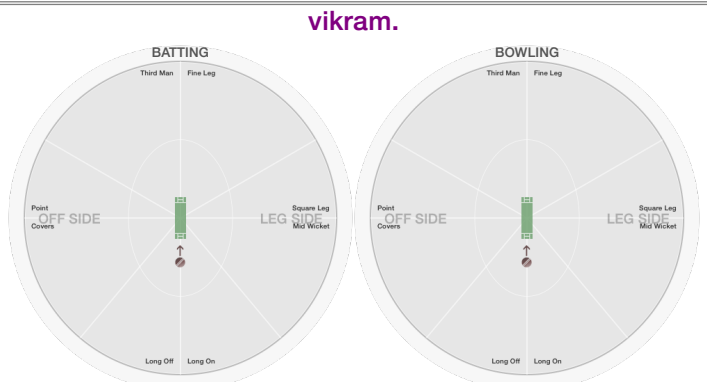 vikram.
BATTING
Third Man Fine Leg
Point
Square Leg
OFF SIDE
LEG SIDE
Covers
Mid Wicket
Long Off Long On
BOWLING
Third Man Fine Leg
Point
Square Leg
OFF SIDE
LEG SIDE
Covers
Mid Wicket
Long Off Long On